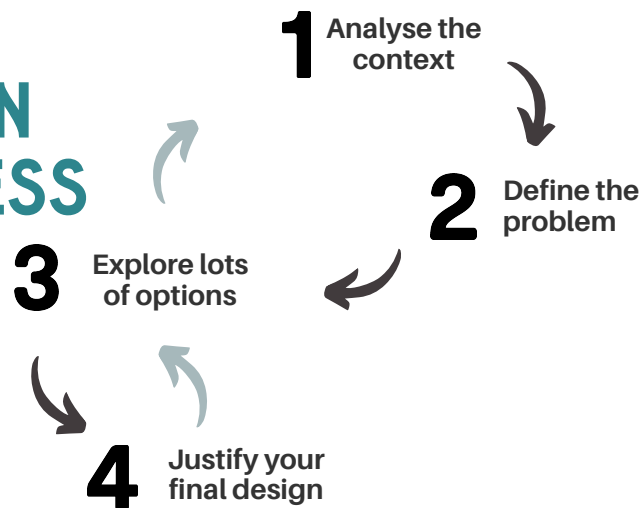 1 Analyse the
context
2 Define the
problem
N
ESS
3 Explore lots
of options
4 Justify your
final design